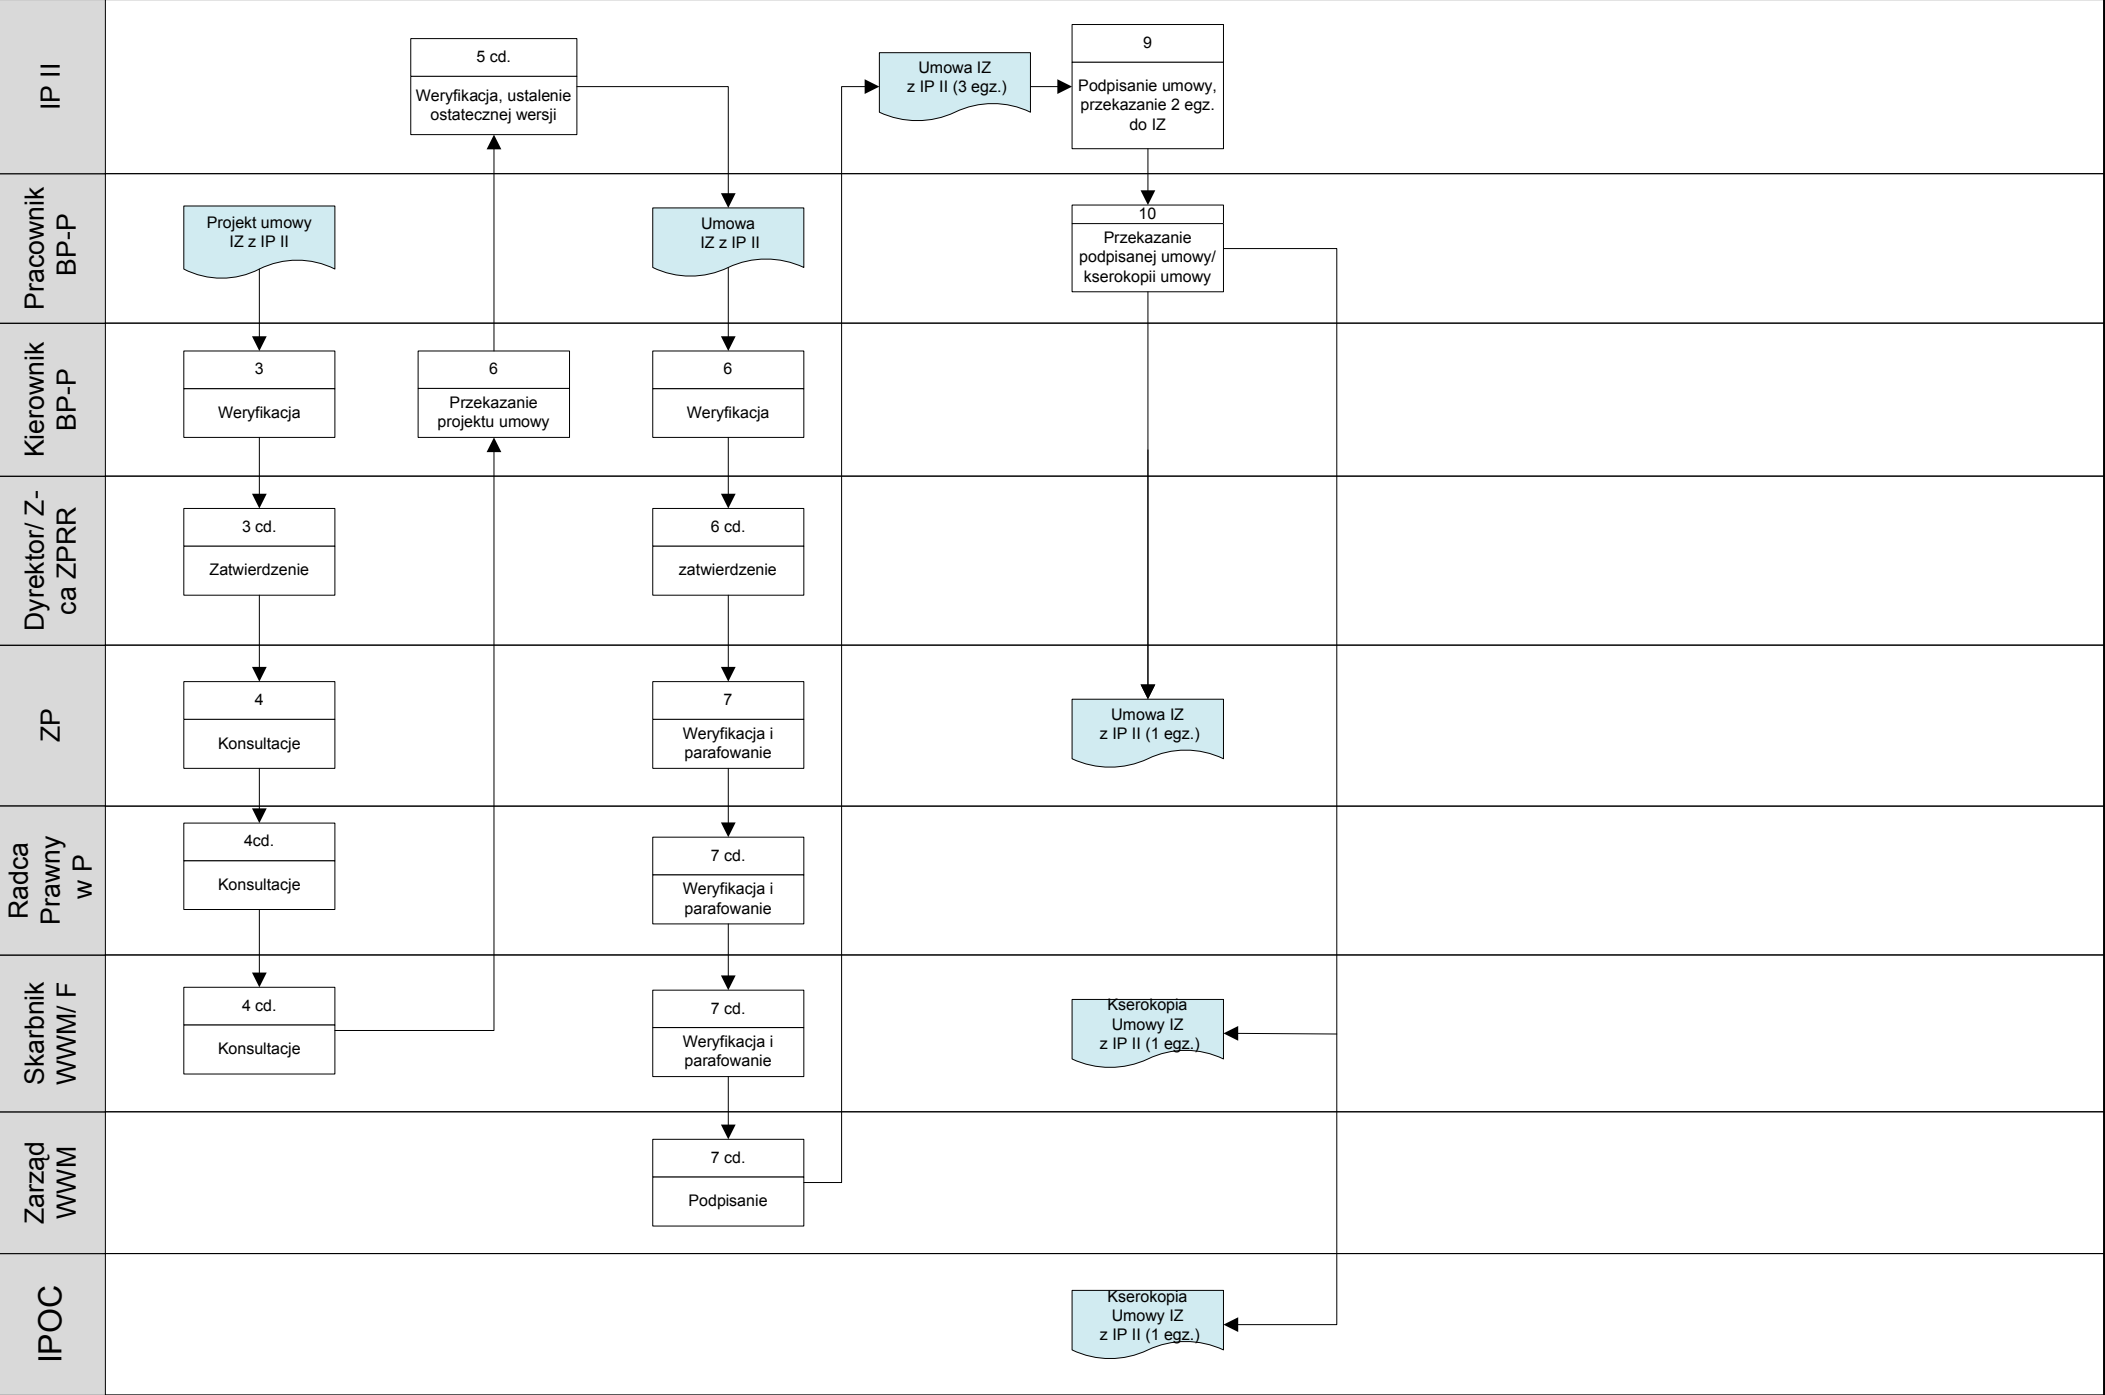 IP II
5 cd.
Weryfikacja, ustalenie
ostatecznej wersji
Umowa IZ
z IP II (3 egz.)
9
Podpisanie umowy,
przekazanie 2 egz.
do IZ
Pracownik
BP-P
Projekt umowy
IZ z IP II
Umowa
IZ z IP II
10
Przekazanie
podpisanej umowy/
kserokopii umowy
Kierownik
BP-P
3
Weryfikacja
6
Przekazanie
projektu umowy
6
Weryfikacja
Dyrektor/ Z-
ca ZPRR
3 cd.
Zatwierdzenie
6 cd.
zatwierdzenie
ZP
4
Konsultacje
7
Weryfikacja i
parafowanie
Umowa IZ
z IP II (1 egz.)
Radca
Prawny
w P
4cd.
Konsultacje
7 cd.
Weryfikacja i
parafowanie
Skarbnik
WWM/ F
4 cd.
Konsultacje
7 cd.
Weryfikacja i
parafowanie
Kserokopia
Umowy IZ
z IP II (1 egz.)
Zarząd
WWM
7 cd.
Podpisanie
IPOC
Kserokopia
Umowy IZ
z IP II (1 egz.)